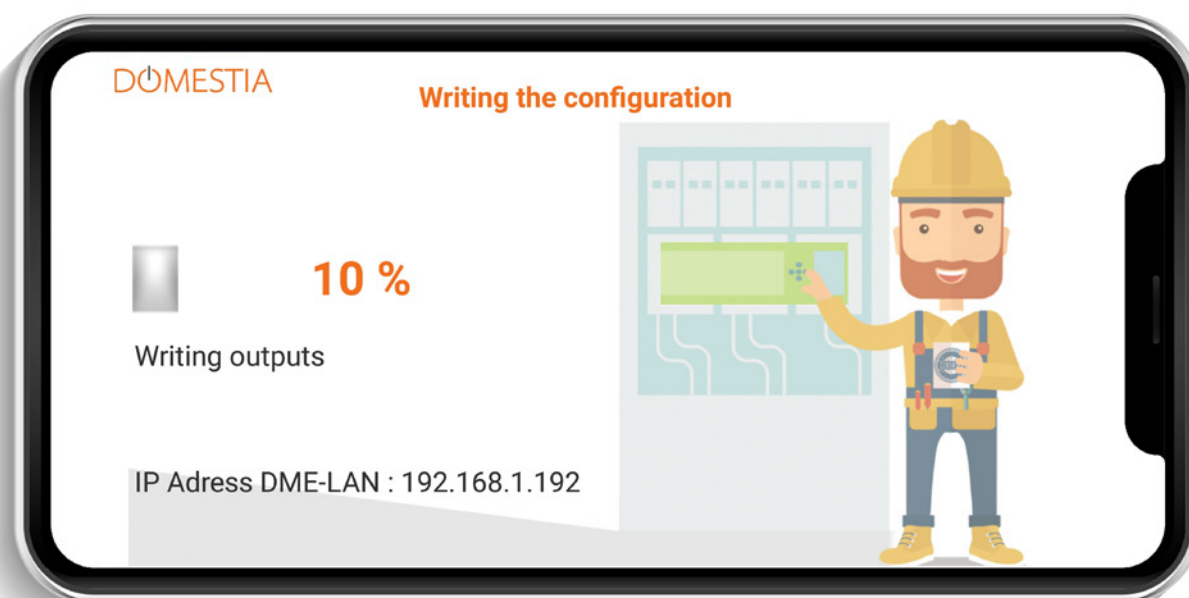 DOMESTIA
Writing the configuration
10 %
Writing outputs
IP Adress DME-LAN : 192.168.1.192